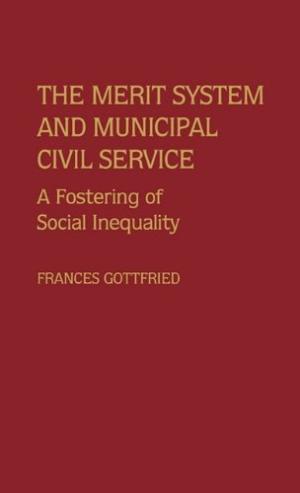 THE MERIT SYSTEM
AND MUNICIPAL
CIVIL SERVICE
A Fostering of
Social Inequality
FRANCES GOTTFRIED